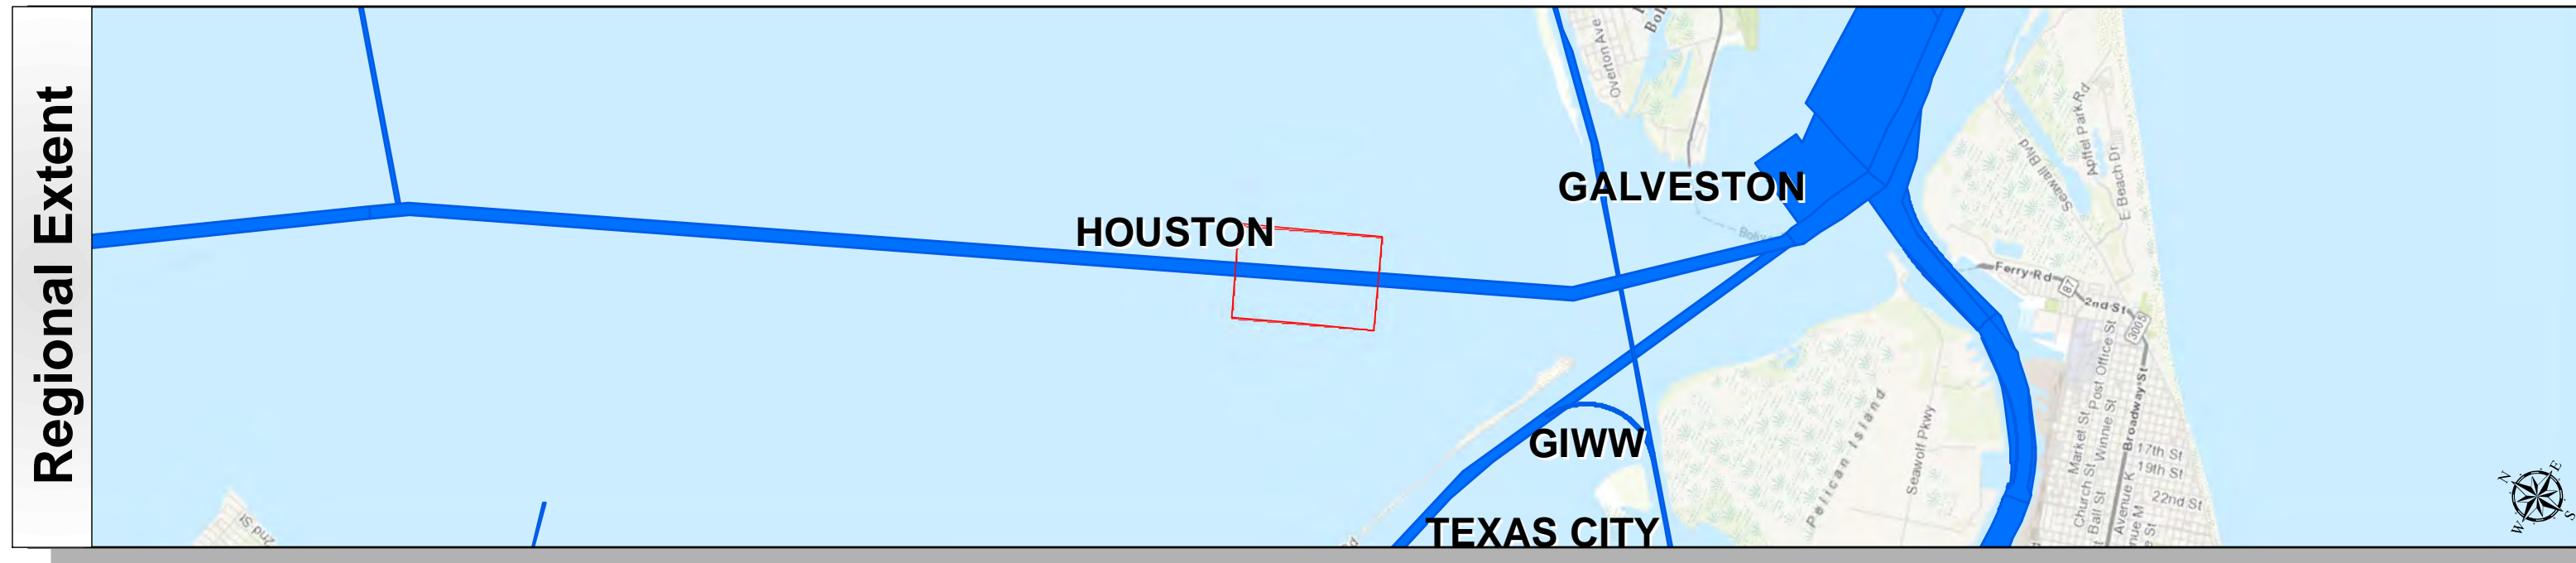 Regional Extent
HOUSTON
GALVESTON
GIWW
TEXAS CITY
Overton Ave
Seawall Blvd
Apffel Park Rd
E Beach Dr
Ferry Rd
87
2nd St
3005
Pelican Island
Seawolf Pkwy
Market St
Church St
Ball St
Post Office St
Winnie St
Broadway St
Avenue K
17th St
19th St
22nd St
2nd St
N
E
W
S